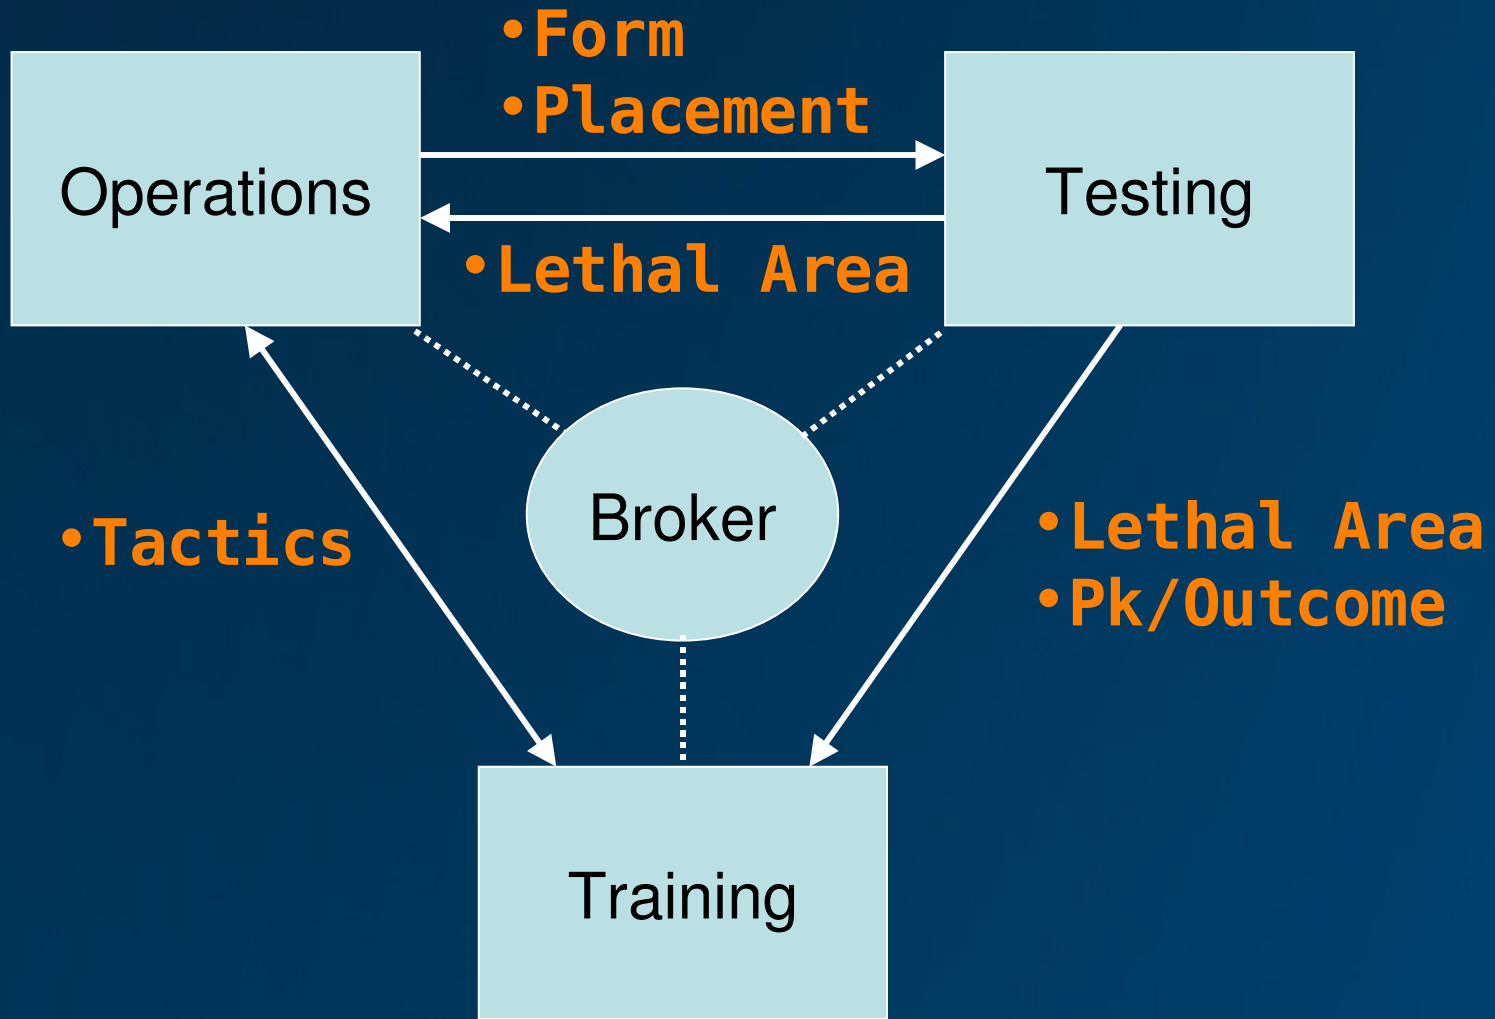 •Form
•Placement
Operations
Testing
•Lethal Area
Broker
•Tactics
•Lethal Area
•Pk/Outcome
Training